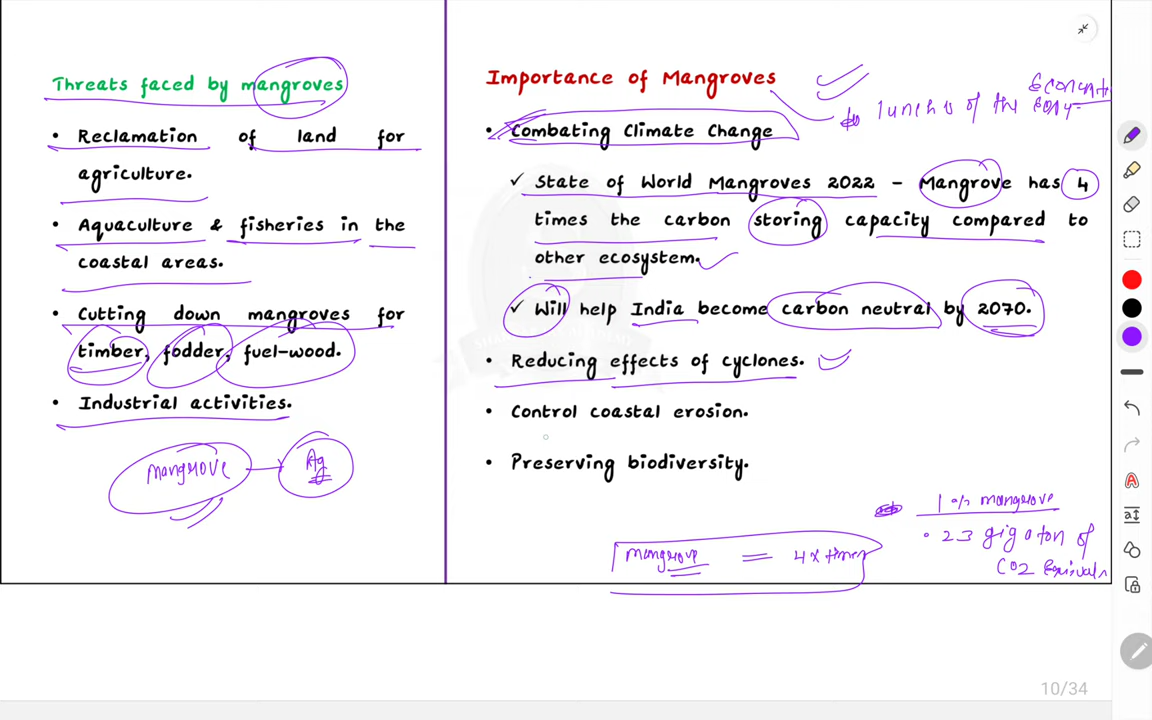 Threats faced by mangroves
• Reclamation of land for
agriculture.
• Aquaculture & fisheries in the
coastal areas.
• Cutting down mangroves for
timber, fodder, fuel-wood.
• Industrial activities.
mangrove
Ag
Importance of Mangroves
of the
• Combating Climate Change
✓ State of World Mangroves 2022 - Mangrove has 4
times the carbon storing capacity compared to
other ecosystem.
✓ Will help India become carbon neutral by 2070.
• Reducing effects of cyclones.
• Control coastal erosion.
• Preserving biodiversity.
1% mangrove
• 23 gigaton of
CO2
mangrove = 4x times
10/34